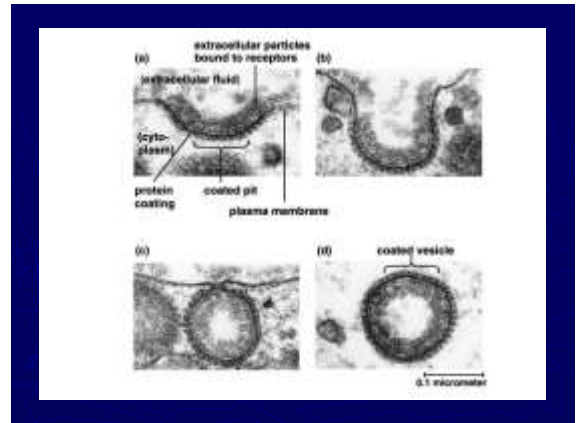 extracellular particles
bound to receptors
(a)
(extracellular fluid)
(b)
(cyto-
plasm)
protein
coating
coated pit
plasma membrane
(c)
(d)
coated vesicle
0.1 micrometer